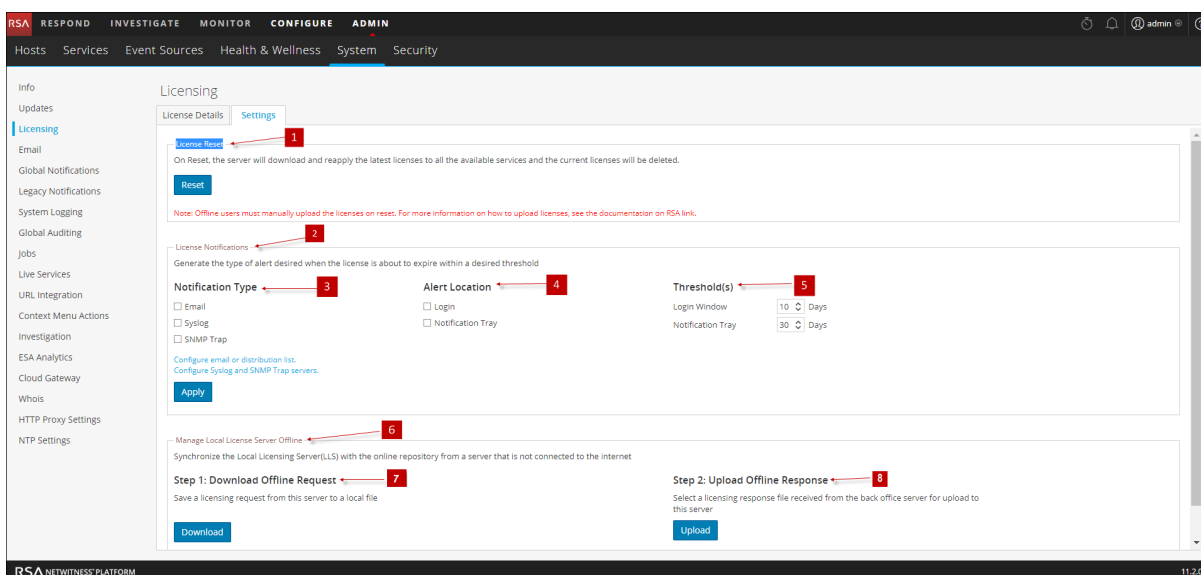 RSA RESPOND INVESTIGATE MONITOR CONFIGURE ADMIN admin
Hosts Services Event Sources Health & Wellness System Security
Info
Updates
Licensing
Email
Global Notifications
Legacy Notifications
System Logging
Global Auditing
Jobs
Live Services
URL Integration
Context Menu Actions
Investigation
ESA Analytics
Cloud Gateway
Whois
HTTP Proxy Settings
NTP Settings
Licensing
License Details Settings
License Reset 1
On Reset, the server will download and reapply the latest licenses to all the available services and the current licenses will be deleted.
Reset
Note: Offline users must manually upload the licenses on reset. For more information on how to upload licenses, see the documentation on RSA link.
License Notifications 2
Generate the type of alert desired when the license is about to expire within a desired threshold
Notification Type 3
Email
Syslog
SNMP Trap
Configure email or distribution list.
Configure Syslog and SNMP Trap servers.
Apply
Alert Location 4
Login
Notification Tray
Threshold(s) 5
Login Window 10 Days
Notification Tray 30 Days
Manage Local License Server Offline 6
Synchronize the Local Licensing Server(LLS) with the online repository from a server that is not connected to the internet
Step 1: Download Offline Request 7
Save a licensing request from this server to a local file
Download
Step 2: Upload Offline Response 8
Select a licensing response file received from the back office server for upload to
this server
Upload
RSA NETWITNESS® PLATFORM